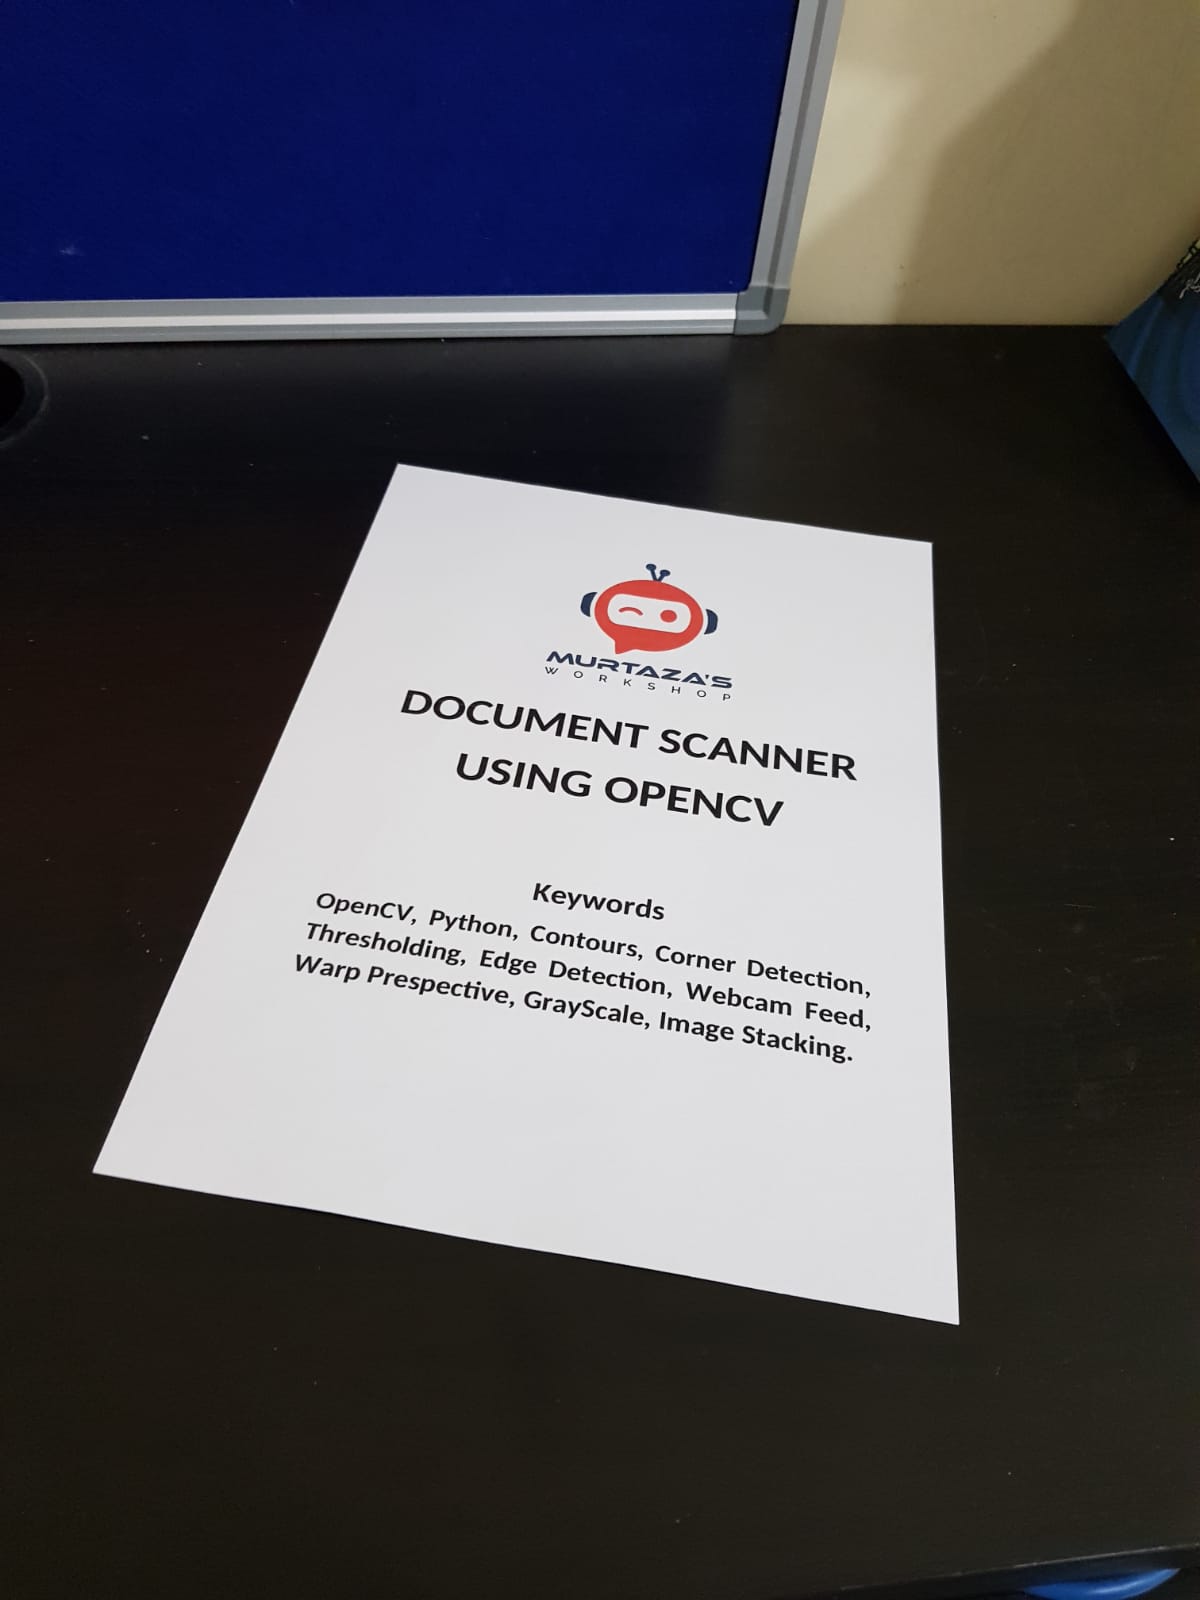 MURTAZA'S
WORKSHOP
DOCUMENT SCANNER
USING OPENCV
Keywords
OpenCV, Python, Contours, Corner Detection,
Thresholding, Edge Detection, Webcam Feed,
Warp Prespective, GrayScale, Image Stacking.